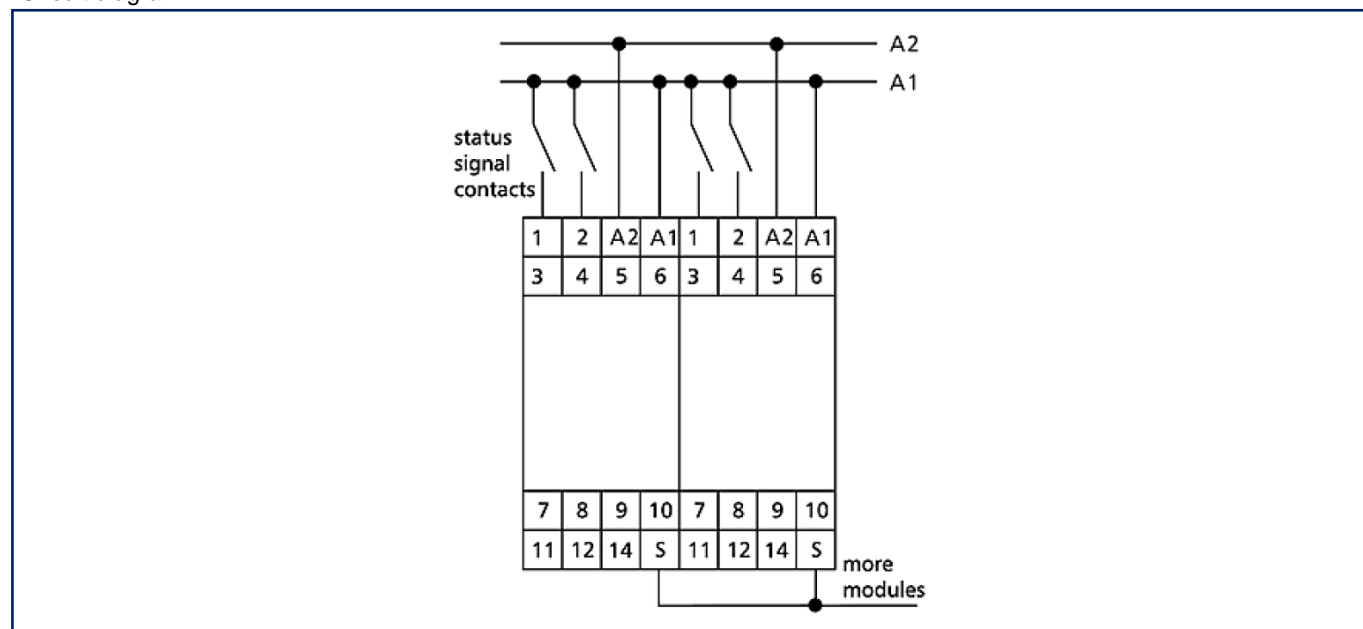 A2
A1
status
signal
contacts
1 2 A2 A1 1 2 A2 A1
3 4 5 6 3 4 5 6
7 8 9 10 7 8 9 10
11 12 14 S 11 12 14 S
more
modules